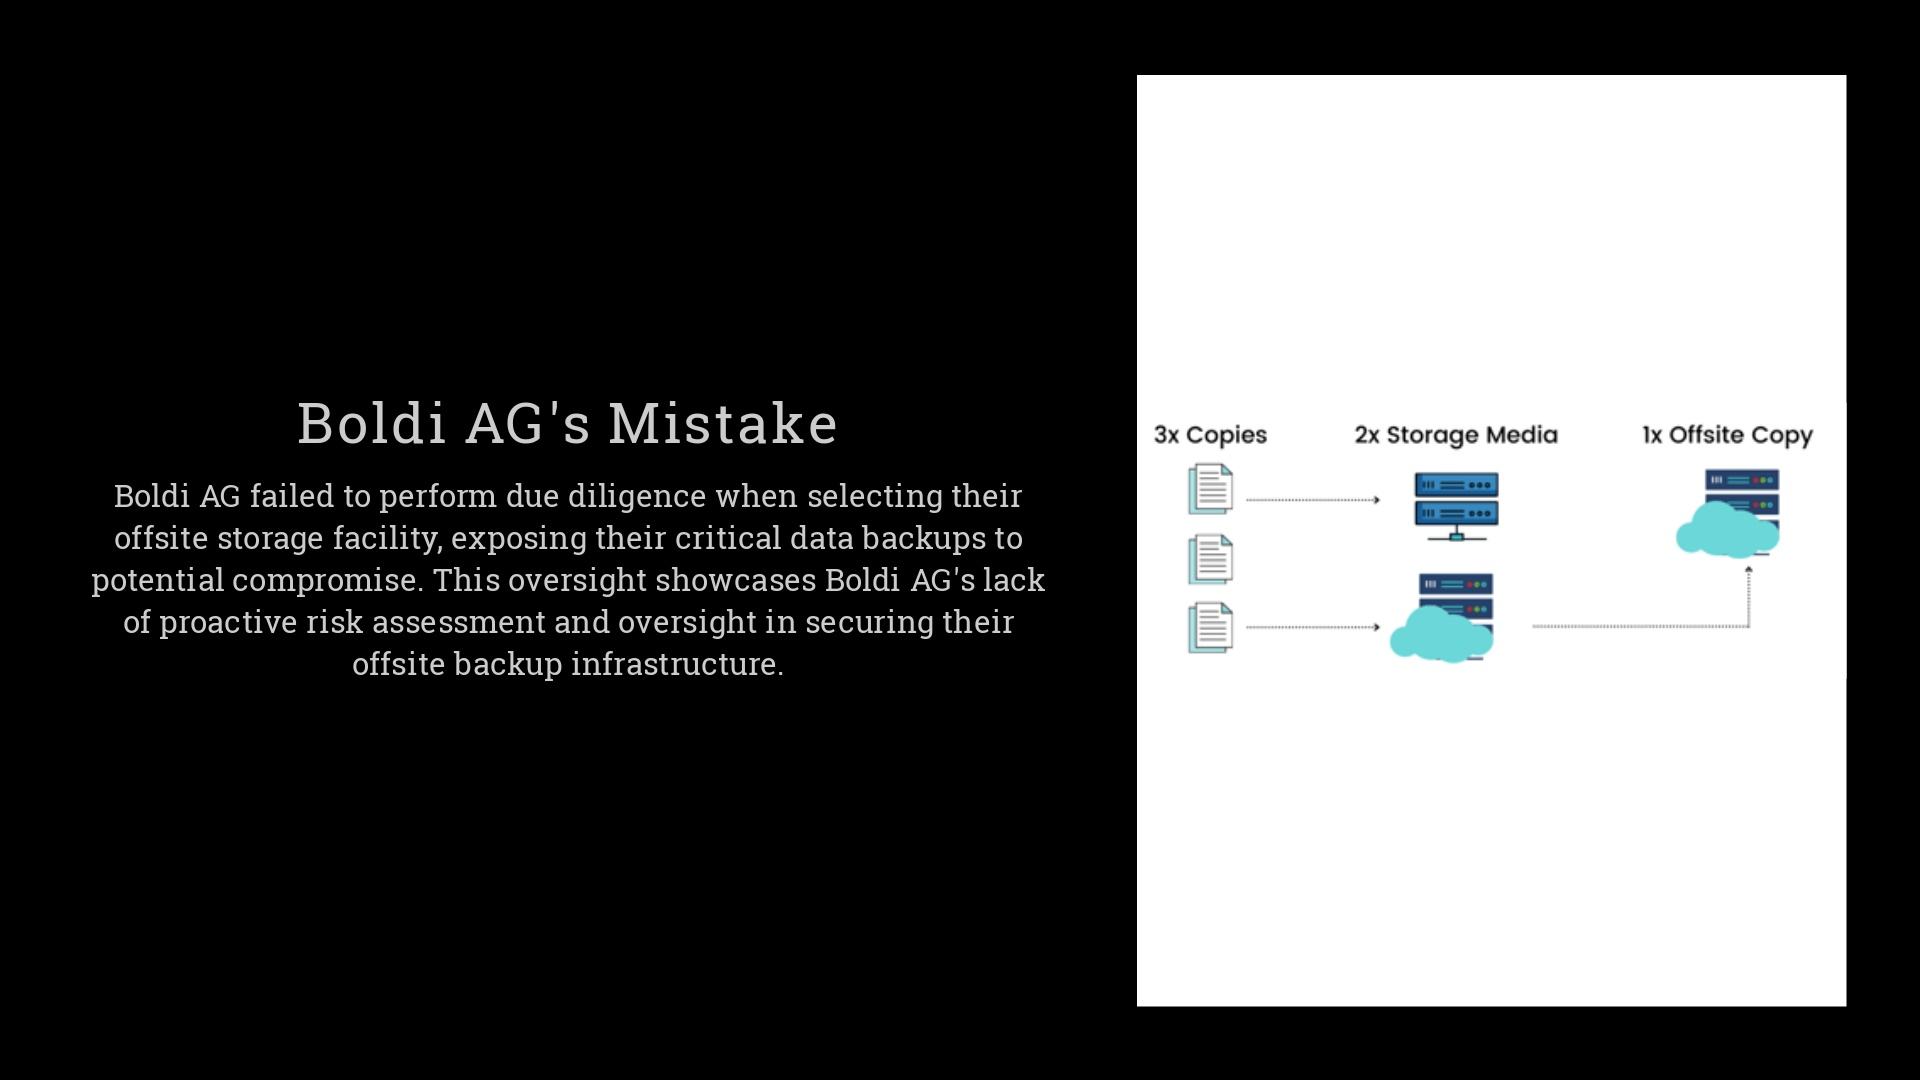 Boldi AG's Mistake
Boldi AG failed to perform due diligence when selecting their
offsite storage facility, exposing their critical data backups to
potential compromise. This oversight showcases Boldi AG's lack
of proactive risk assessment and oversight in securing their
offsite backup infrastructure.
3x Copies
2x Storage Media
1x Offsite Copy